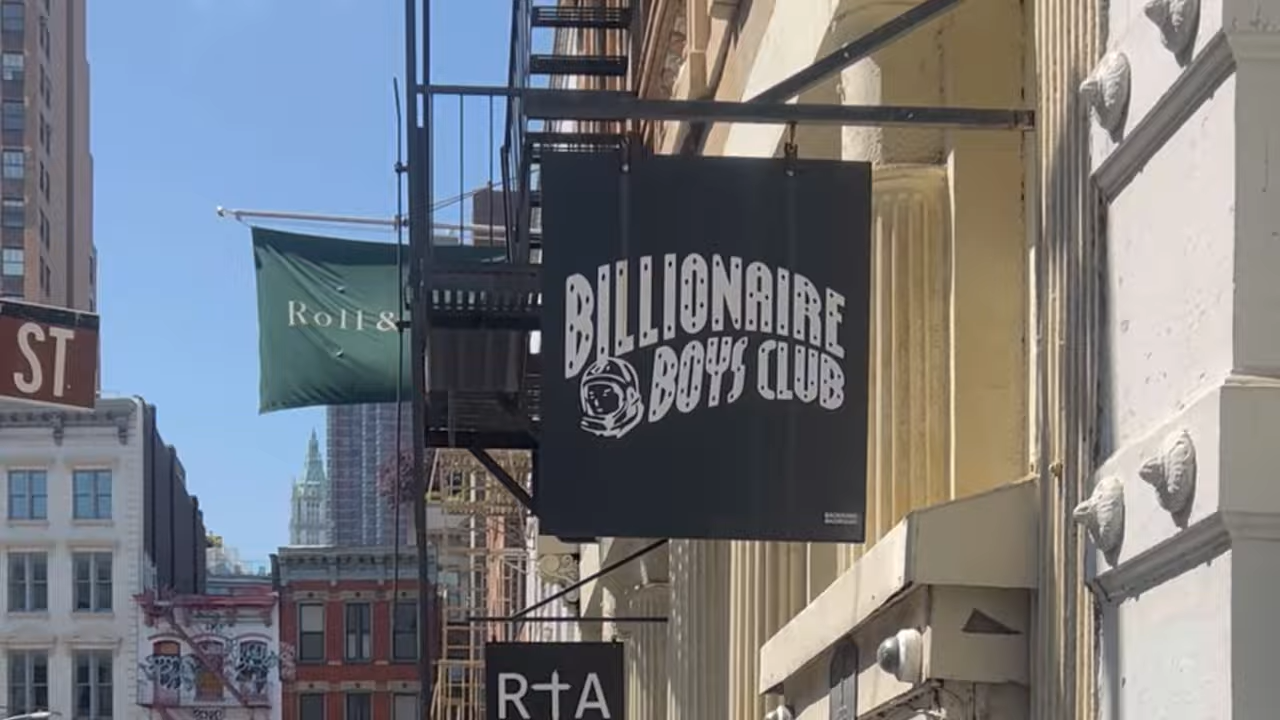 ST
Roll &
BILLIONAIRE
BOYS CLUB
R†A